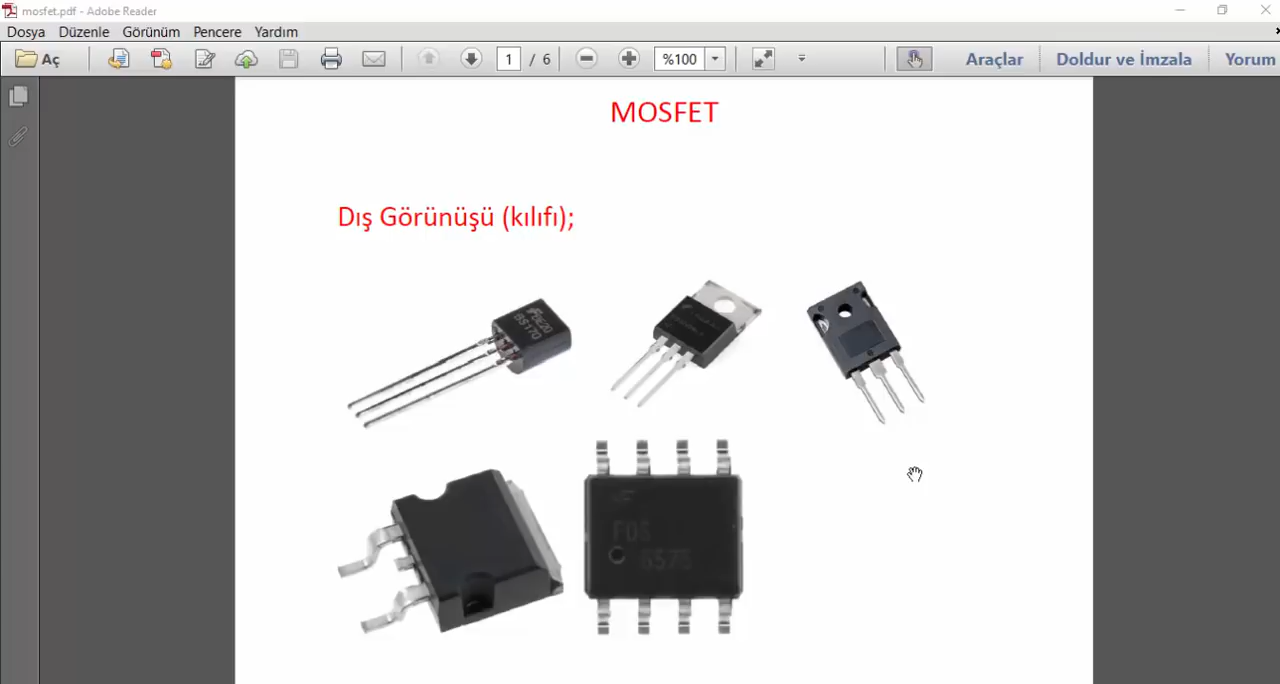 mosfet.pdf - Adobe Reader
Dosya Düzenle Görünüm Pencere Yardım
Aç 1 / 6 %100 Araçlar Doldur ve İmzala Yorum
MOSFET
Dış Görünüşü (kılıfı);
BS170
FDS